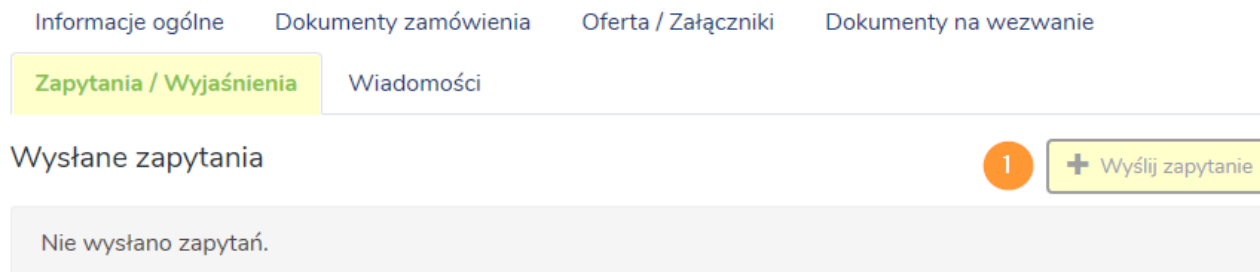 Informacje ogólne Dokumenty zamówienia Oferta / Załączniki Dokumenty na wezwanie
Zapytania / Wyjaśnienia Wiadomości
Wysłane zapytania 1 + Wyślij zapytanie
Nie wysłano zapytań.